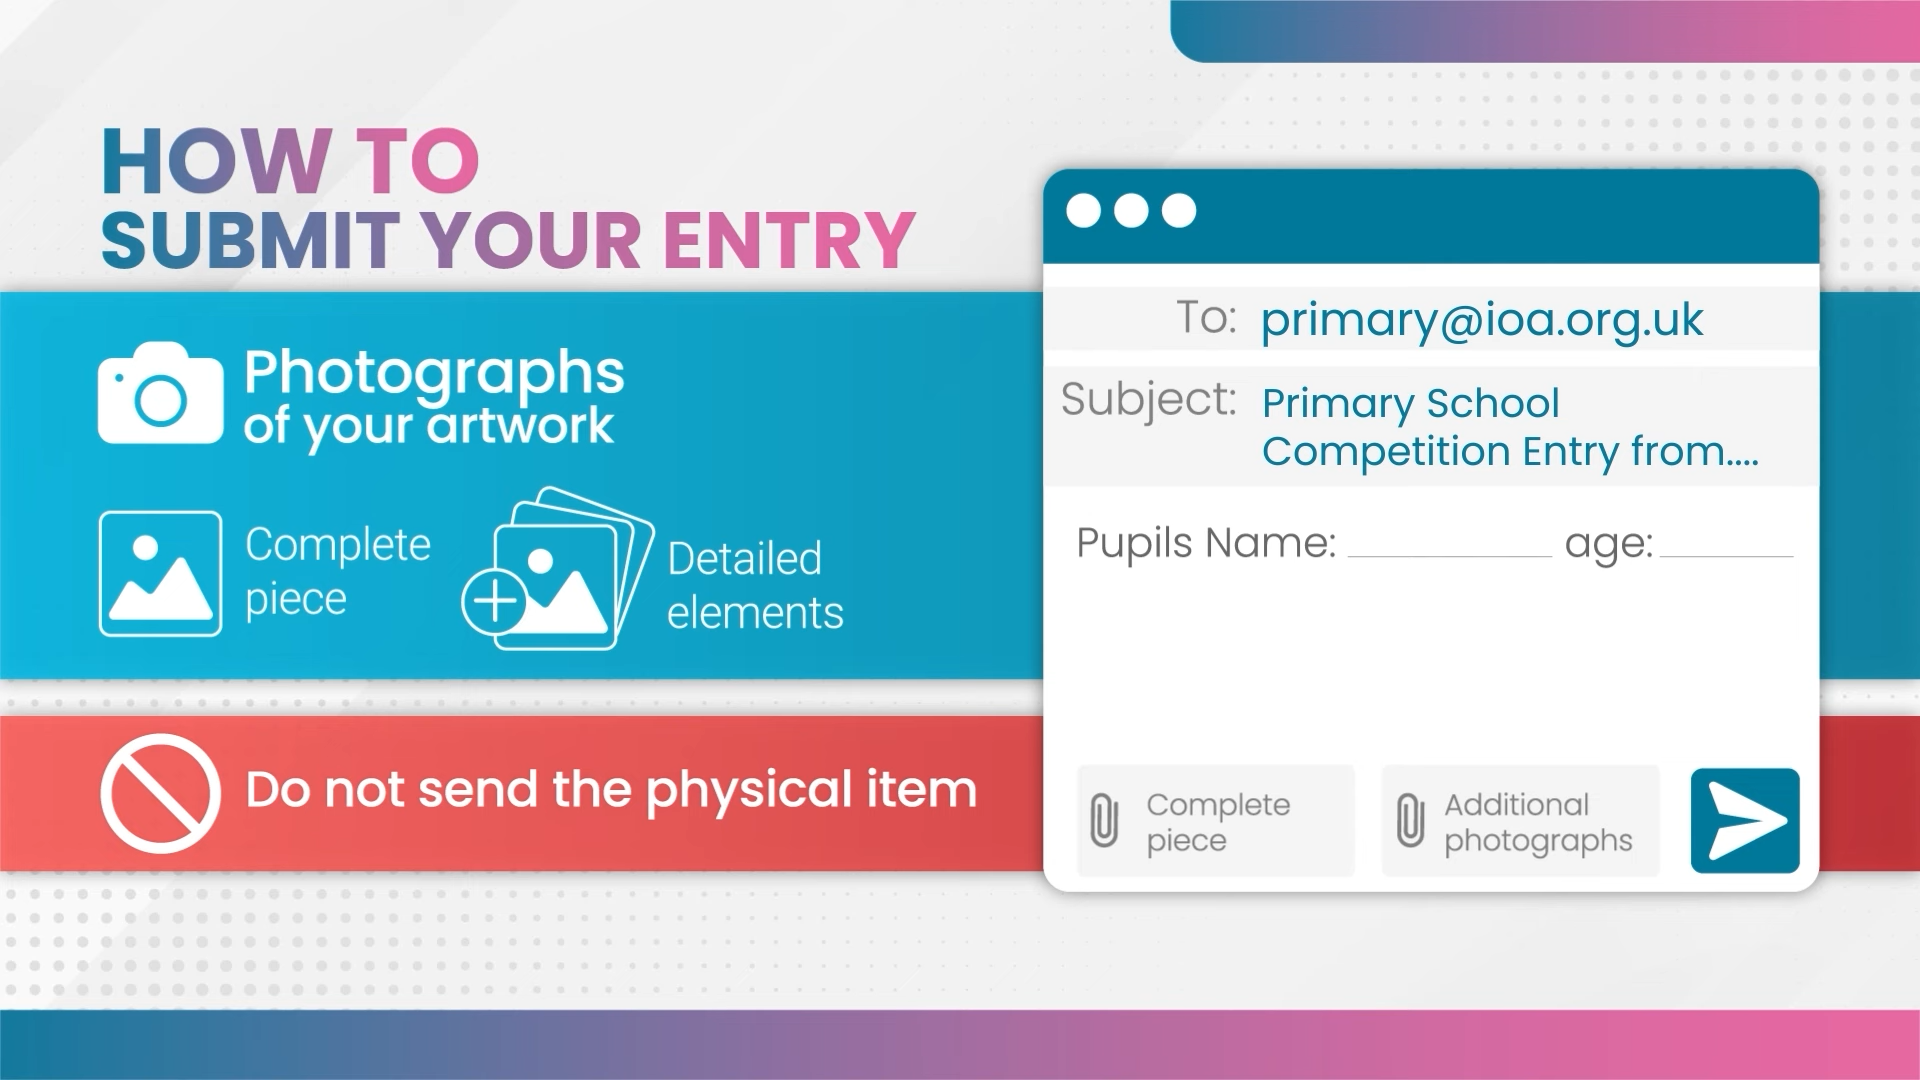 HOW TO
SUBMIT YOUR ENTRY
Photographs
of your artwork
Complete
piece
Detailed
elements
Do not send the physical item
To: primary@ioa.org.uk
Subject: Primary School
Competition Entry from....
Pupils Name: age:
Complete
piece
Additional
photographs